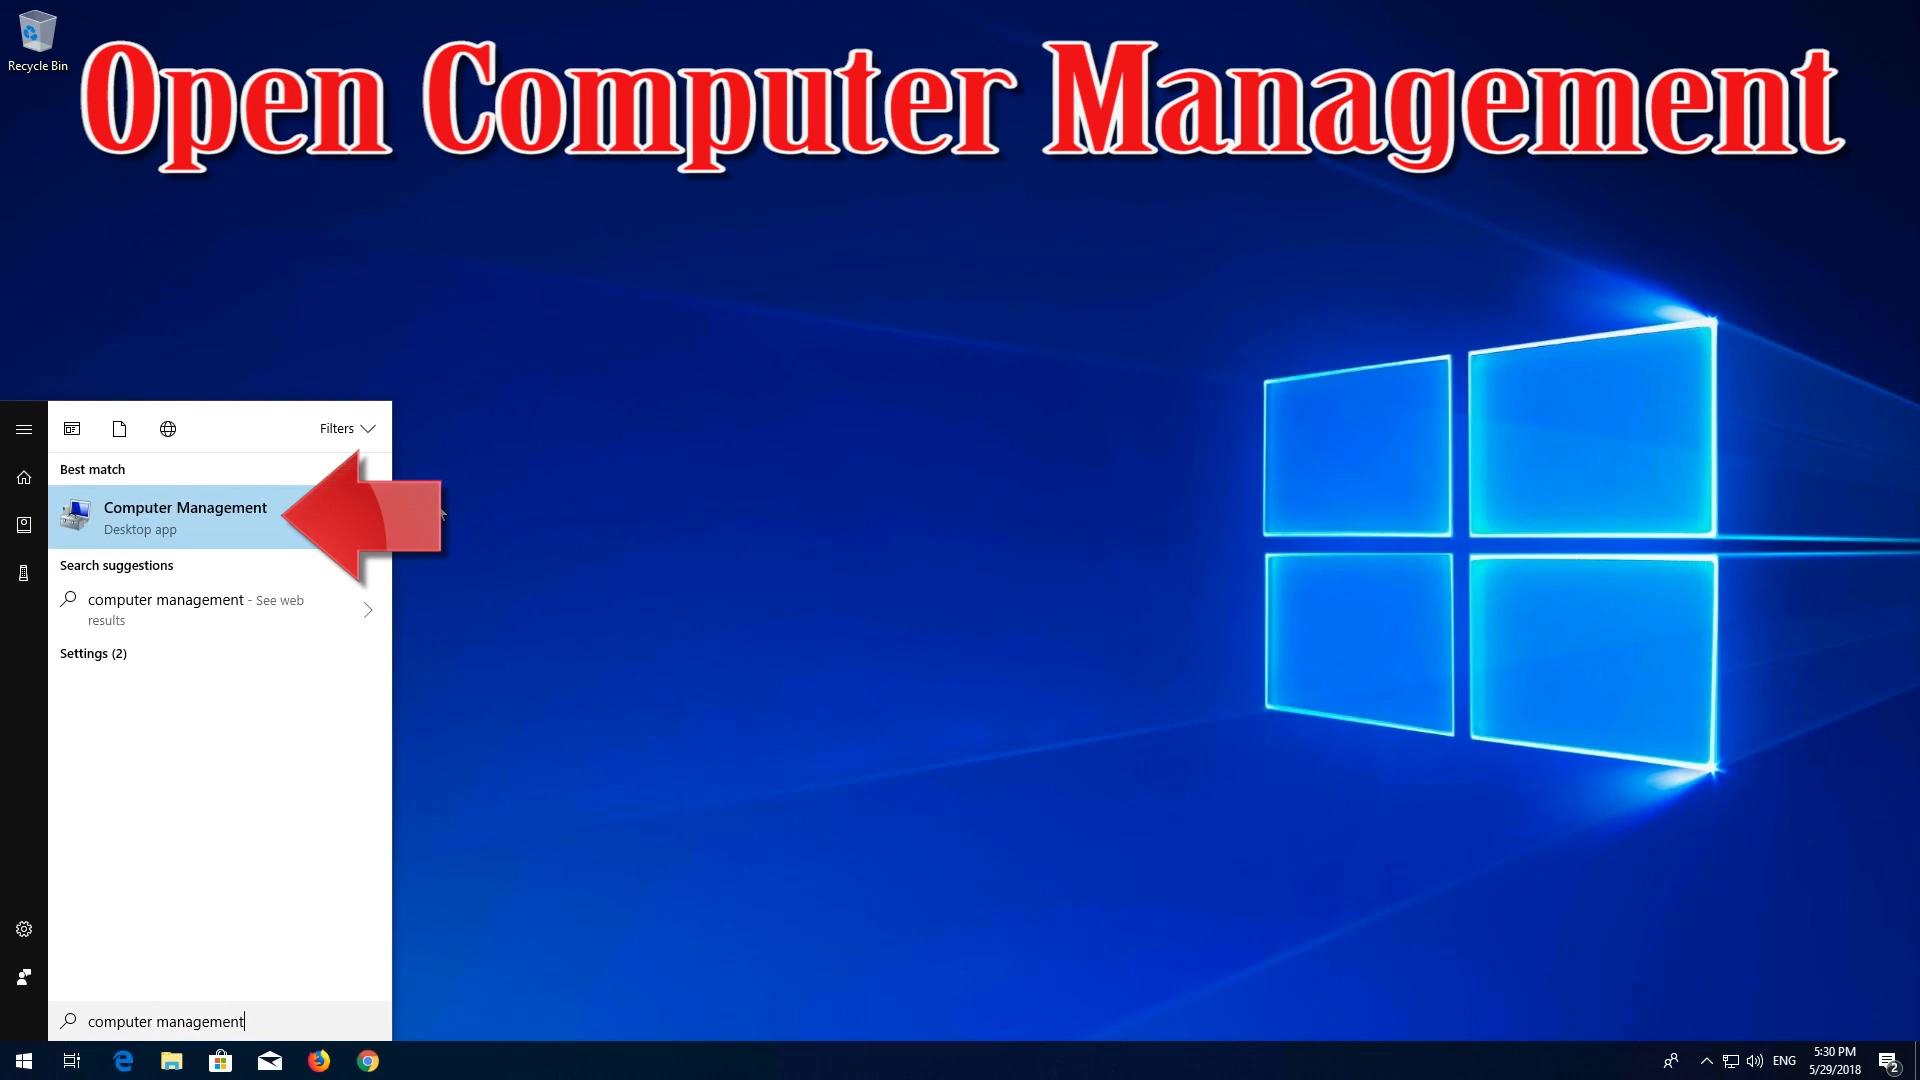 Recycle Bin
Open Computer Management
Filters
Best match
Computer Management
Desktop app
Search suggestions
computer management - See web
results
Settings (2)
computer management
ENG
5:30 PM
5/29/2018
2